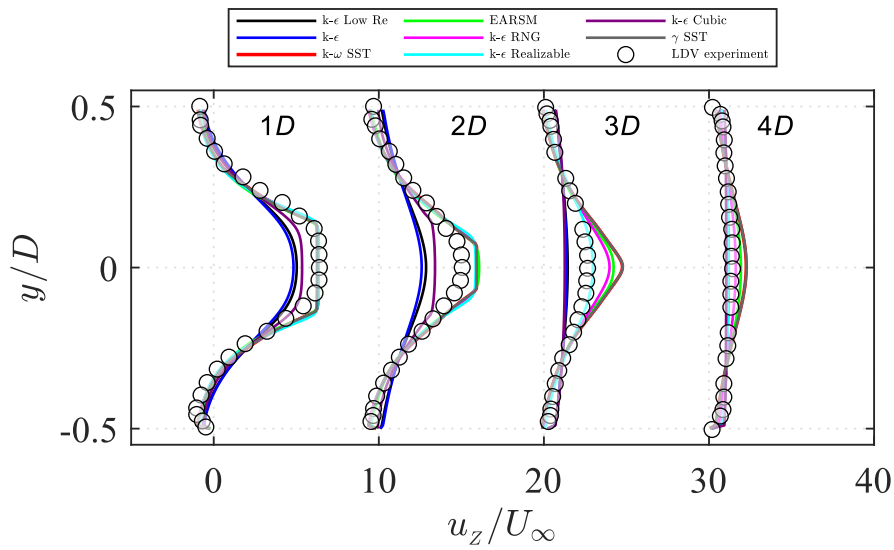 k-ϵ Low Re EARSM k-ϵ Cubic
k-ϵ k-ϵ RNG γ SST
k-ω SST k-ϵ Realizable LDV experiment
0.5 1D 2D 3D 4D
y/D
0
-0.5
0 10 20 30 40
u_z/U_∞